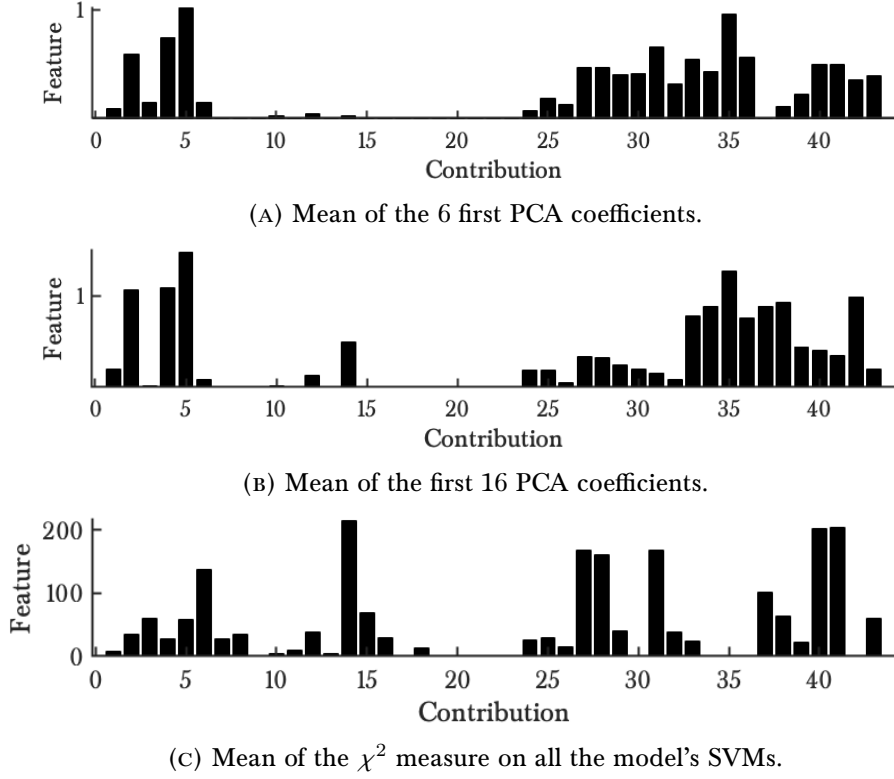 1
Feature
0 5 10 15 20 25 30 35 40
Contribution
(A) Mean of the 6 first PCA coefficients.
1
Feature
0 5 10 15 20 25 30 35 40
Contribution
(B) Mean of the first 16 PCA coefficients.
200
100
0
Feature
0 5 10 15 20 25 30 35 40
Contribution
(C) Mean of the χ² measure on all the model's SVMs.